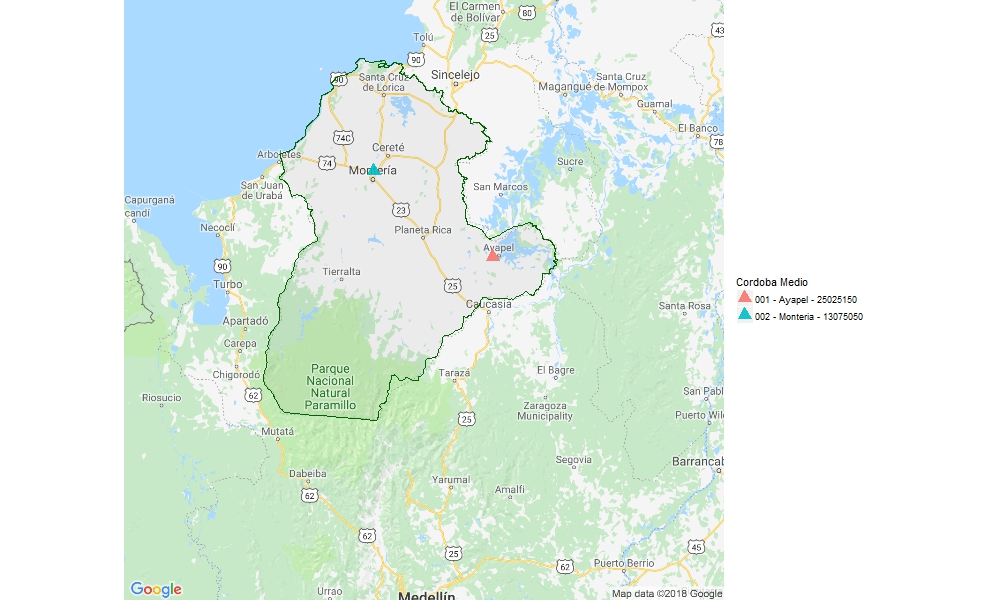 El Carmen
de Bolívar
80
25
43
Tolú
90
Sincelejo
90
Santa Cruz
de Lorica
Santa Cruz
de Mompox
Magangué
Guamal
El Banco
78
74C
Cereté
Arboletes
74
Montería
Sucre
San Juan
de Urabá
San Marcos
Capurganá
candí
23
Necoclí
Planeta Rica
Ayapel
90
Tierralta
25
Turbo
Caucasia
Santa Rosa
Apartadó
Carepa
Chigorodó
Parque
Nacional
Natural
Paramillo
Taraza
El Bagre
Riosucio
62
San Pabl
Zaragoza
Municipality
Puerto Wil
25
Mutatá
Segovia
Barrancab
Dabeiba
Yarumal
Amalfi
62
62
45
25
62
Puerto Berrio
Urrao
Medellín
Google
Map data ©2018 Google
Cordoba Medio
001 - Ayapel - 25025150
002 - Monteria - 13075050